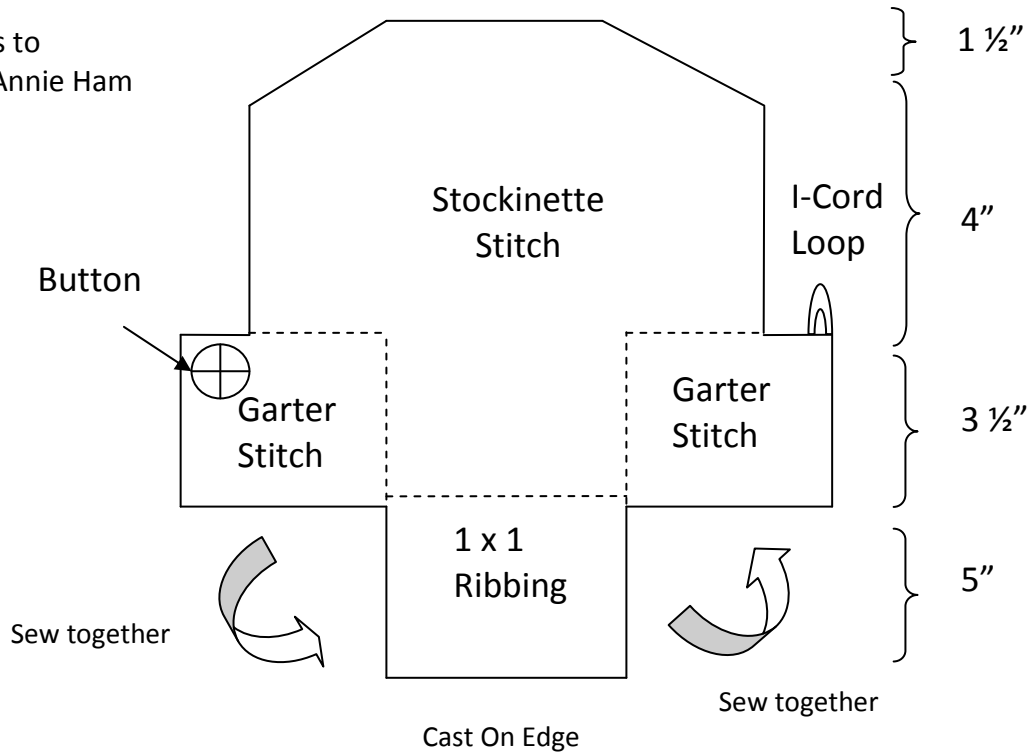 s to
Annie Ham
1 ½”
Stockinette
Stitch
I-Cord
Loop
4”
Button
Garter
Stitch
Garter
Stitch
3 ½”
1 x 1
Ribbing
5”
Sew together
Sew together
Cast On Edge